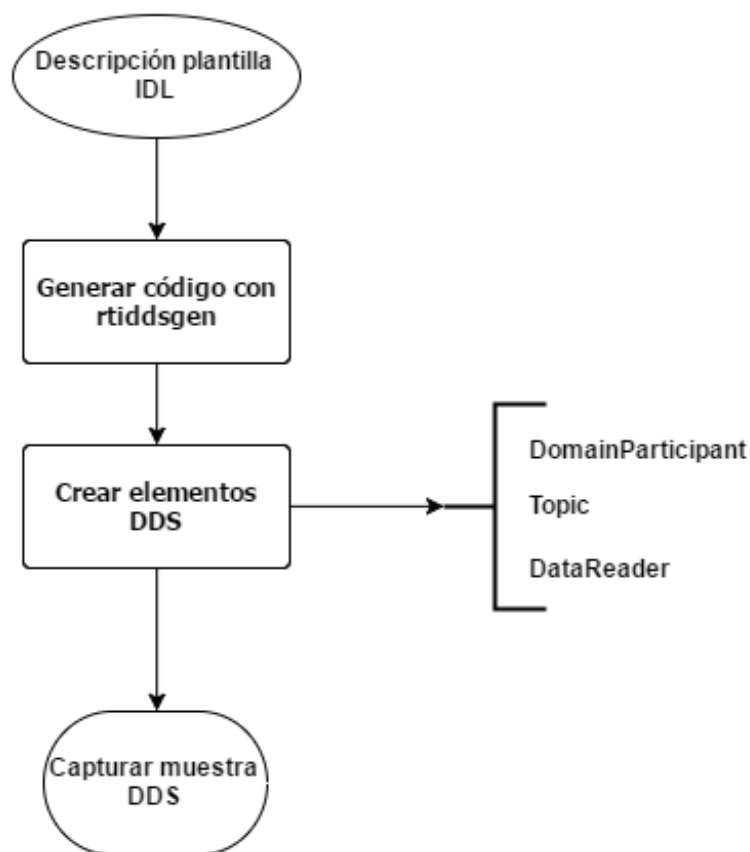 Descripción plantilla
IDL
Generar código con
rtiddsgen
Crear elementos
DDS
DomainParticipant
Topic
DataReader
Capturar muestra
DDS